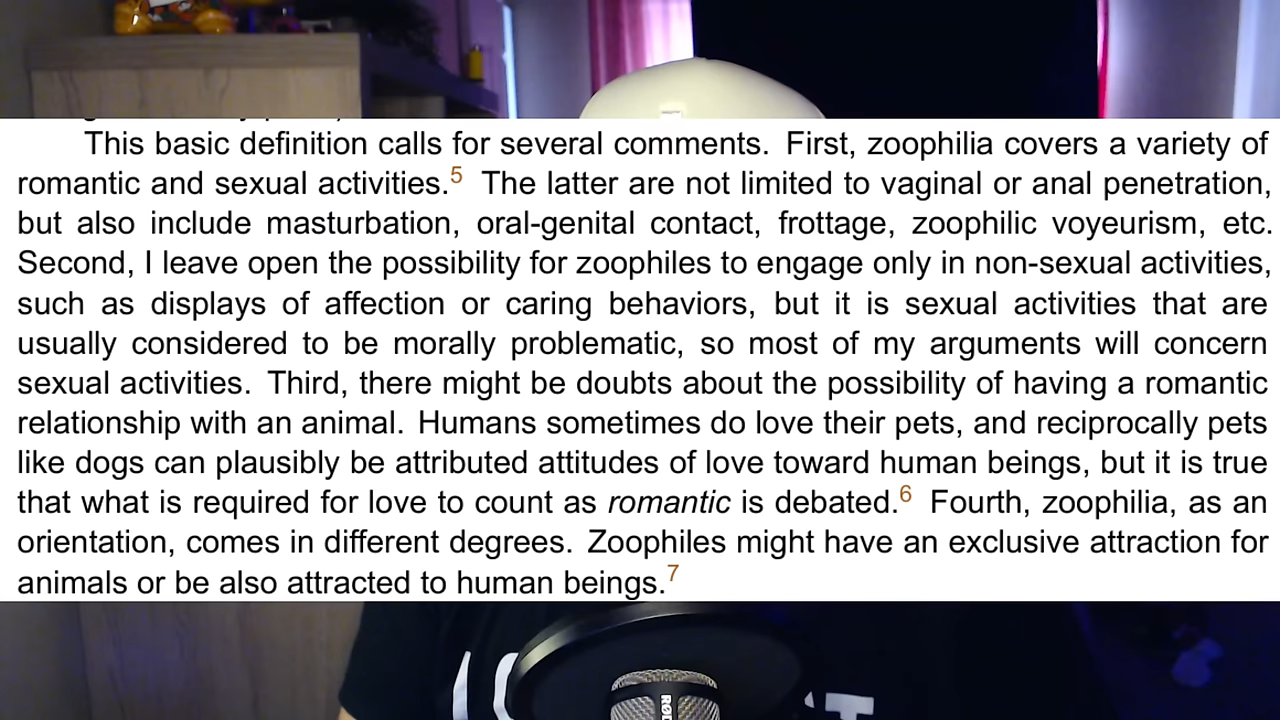 This basic definition calls for several comments. First, zoophilia covers a variety of
romantic and sexual activities.5 The latter are not limited to vaginal or anal penetration,
but also include masturbation, oral-genital contact, frottage, zoophilic voyeurism, etc.
Second, I leave open the possibility for zoophiles to engage only in non-sexual activities,
such as displays of affection or caring behaviors, but it is sexual activities that are
usually considered to be morally problematic, so most of my arguments will concern
sexual activities. Third, there might be doubts about the possibility of having a romantic
relationship with an animal. Humans sometimes do love their pets, and reciprocally pets
like dogs can plausibly be attributed attitudes of love toward human beings, but it is true
that what is required for love to count as romantic is debated.6 Fourth, zoophilia, as an
orientation, comes in different degrees. Zoophiles might have an exclusive attraction for
animals or be also attracted to human beings.7
RØDE